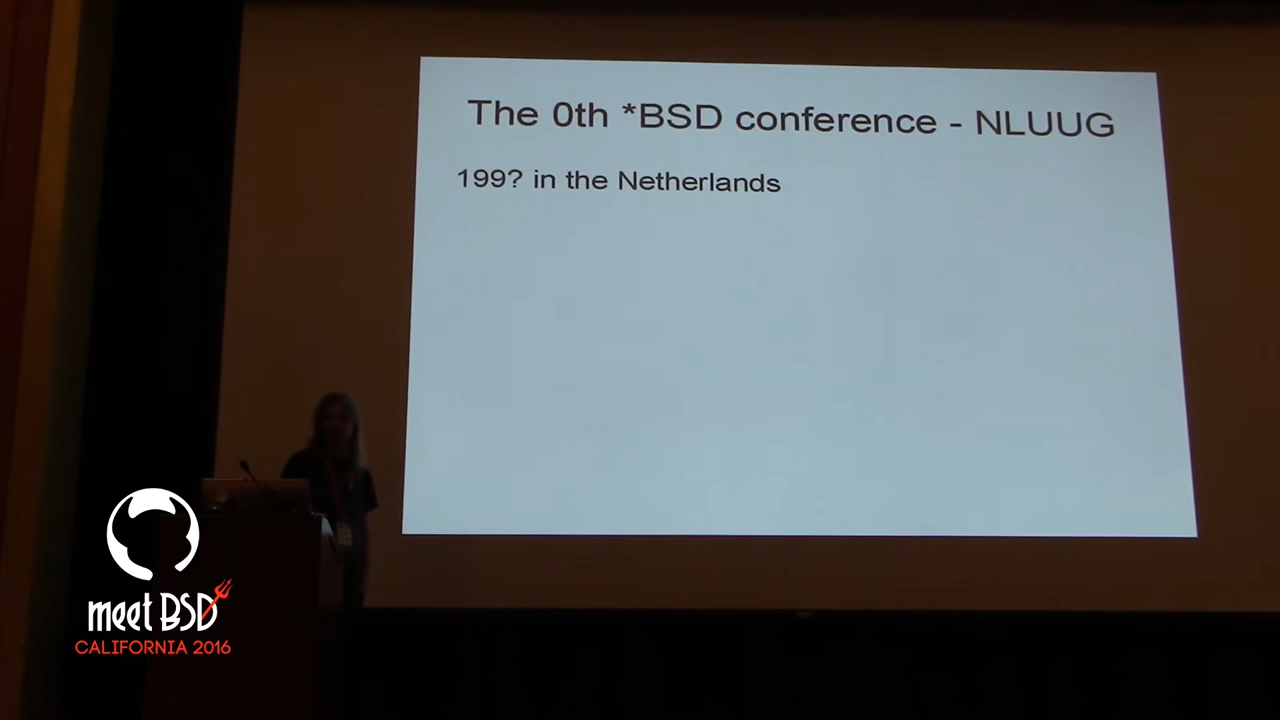 The 0th *BSD conference - NLUUG
199? in the Netherlands
meet BSD
CALIFORNIA 2016